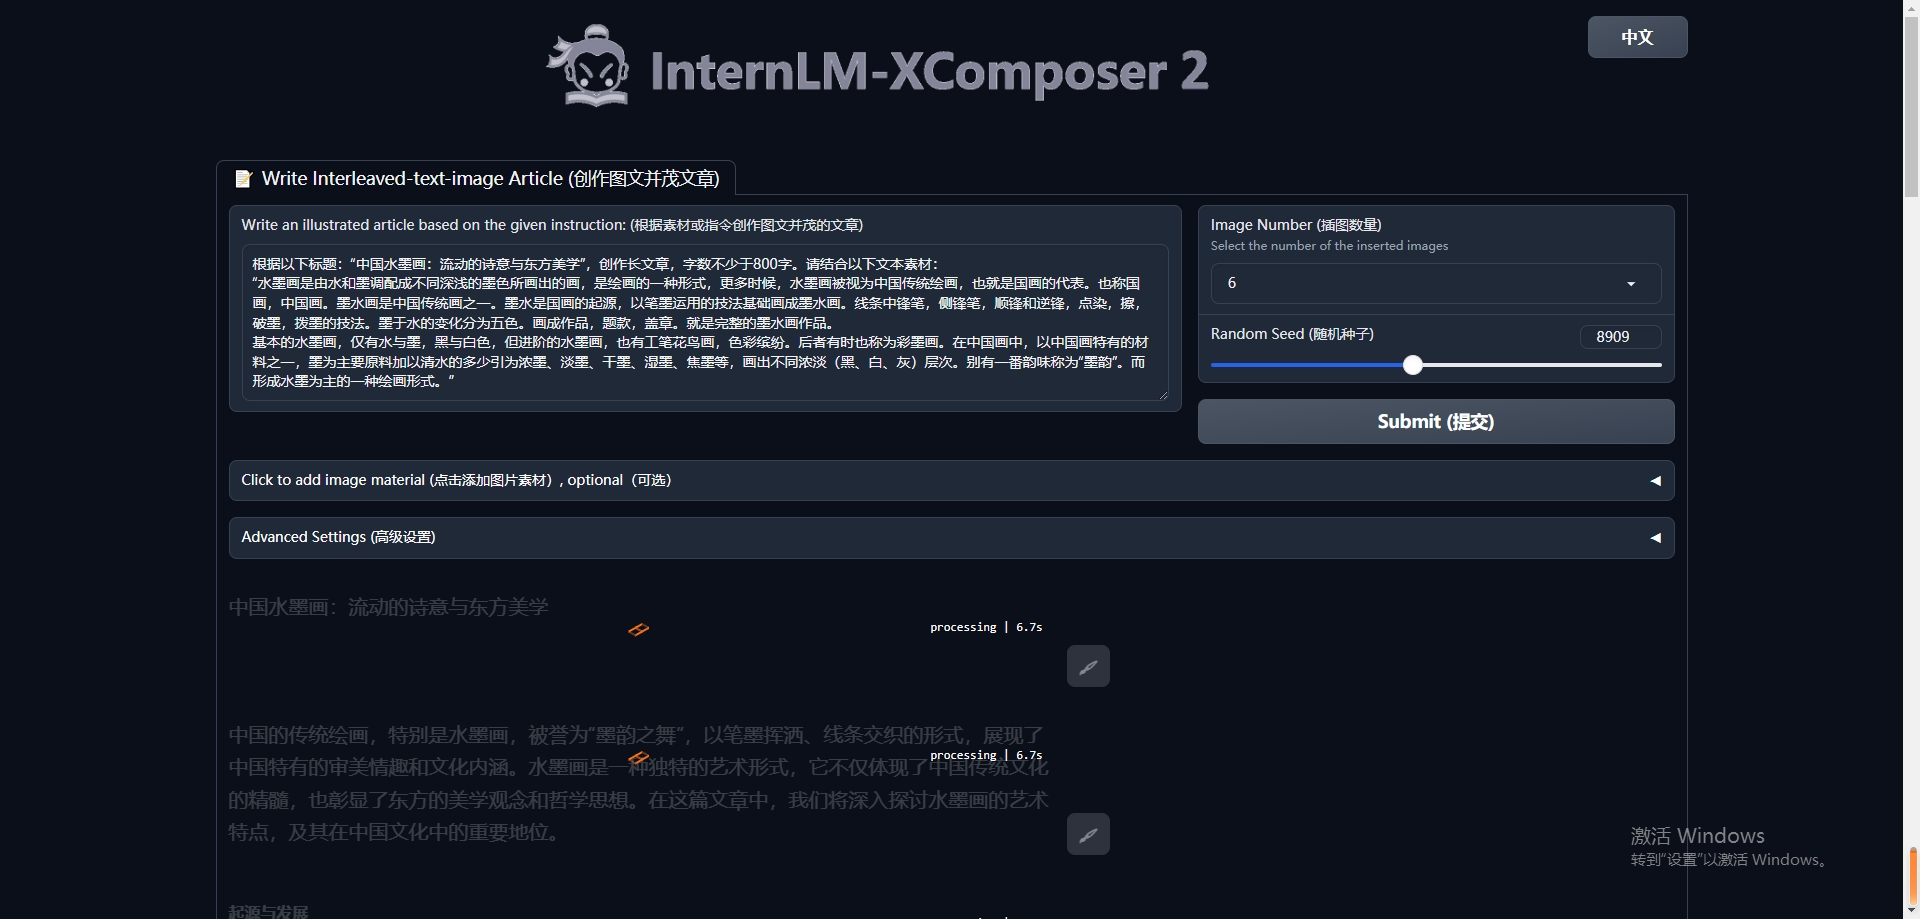 InternLM-XComposer 2
中文
Write Interleaved-text-image Article (创作图文并茂文章)
Write an illustrated article based on the given instruction: (根据素材或指令创作图文并茂的文章)
根据以下标题：“中国水墨画：流动的诗意与东方美学”，创作长文章，字数不少于800字。请结合以下文本素材：
“水墨画是由水和墨调配成不同深浅的墨色所画出的画，是绘画的一种形式，更多时候，水墨画被视为中国传统绘画，也就是国画的代表。也称国
画，中国画。墨水画是中国传统画之一。墨水是国画的起源，以笔墨运用的技法基础画成墨水画。线条中锋笔，侧锋笔，顺锋和逆锋，点染，擦，
破墨，拨墨的技法。墨于水的变化分为五色。画成作品，题款，盖章。就是完整的墨水画作品。
基本的水墨画，仅有水与墨，黑与白色，但进阶的水墨画，也有工笔花鸟画，色彩缤纷。后者有时也称为彩墨画。在中国画中，以中国画特有的材
料之一，墨为主要原料加以清水的多少引为浓墨、淡墨、干墨、湿墨、焦墨等，画出不同浓淡（黑、白、灰）层次。别有一番韵味称为“墨韵”。而
形成水墨为主的一种绘画形式。”
Image Number (插图数量)
Select the number of the inserted images
6
Random Seed (随机种子)
8909
Submit (提交)
Click to add image material (点击添加图片素材）, optional（可选）
Advanced Settings (高级设置)
中国水墨画：流动的诗意与东方美学
processing | 6.7s
中国的传统绘画，特别是水墨画，被誉为“墨韵之舞”，以笔墨挥洒、线条交织的形式，展现了
processing | 6.7s
中国特有的审美情趣和文化内涵。水墨画是一种独特的艺术形式，它不仅体现了中国传统文化
的精髓，也彰显了东方的美学观念和哲学思想。在这篇文章中，我们将深入探讨水墨画的艺术
特点，及其在中国文化中的重要地位。
起源与发展
激活 Windows
转到“设置”以激活 Windows。